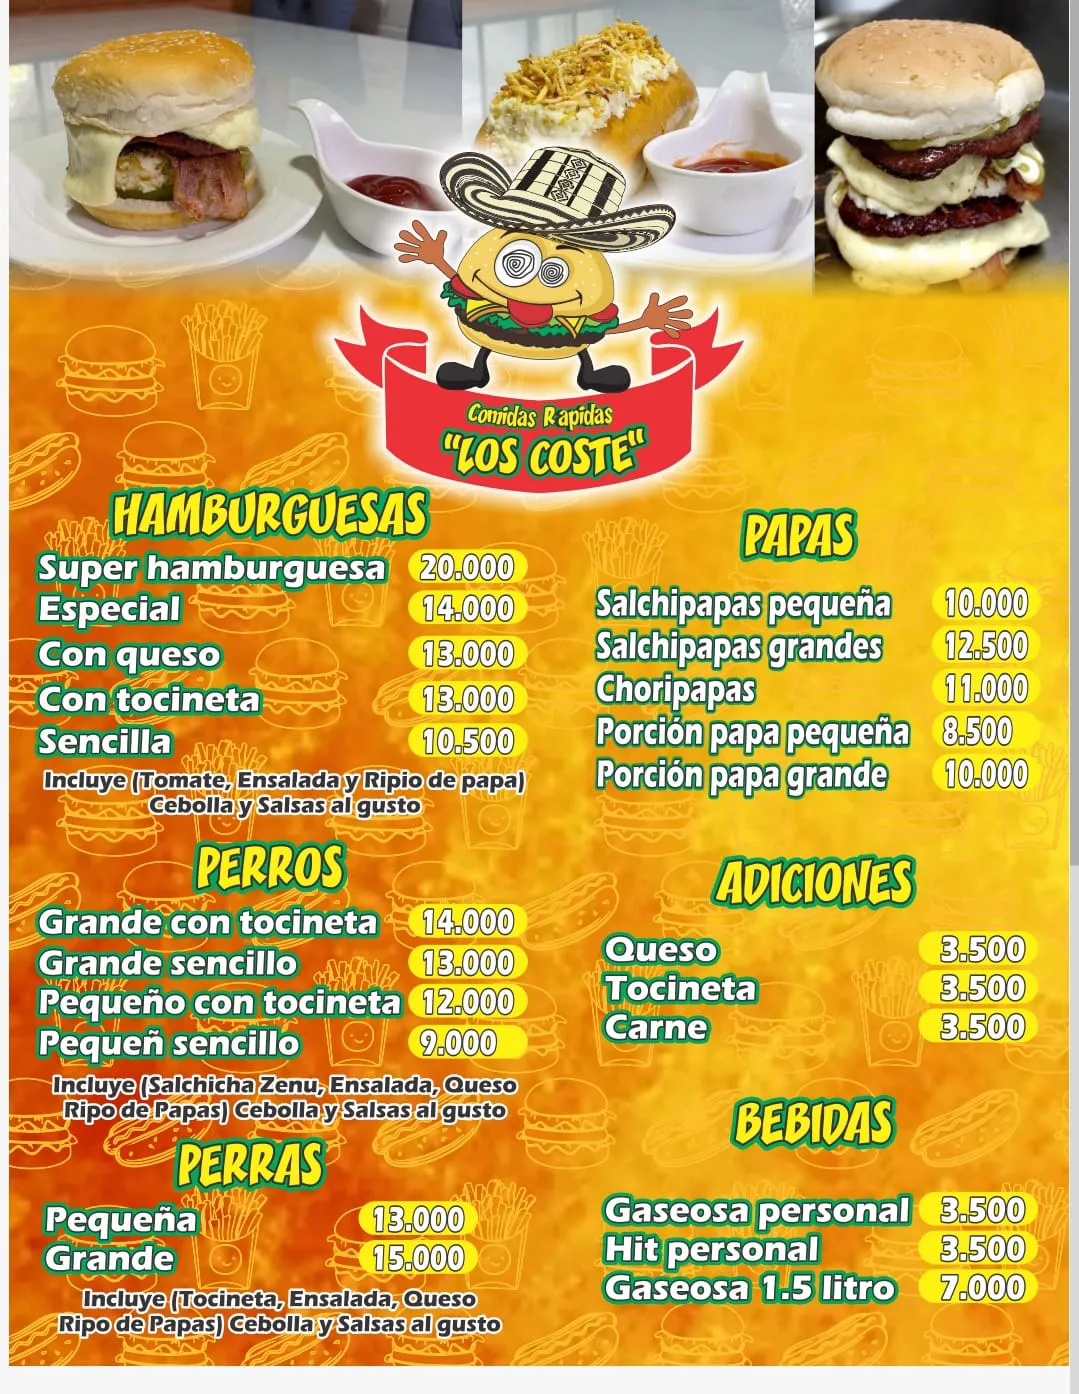 Comidas Rapidas
"LOS COSTE"
HAMBURGUESAS
Super hamburguesa 20.000
Especial 14.000
Con queso 13.000
Con tocineta 13.000
Sencilla 10.500
Incluye (Tomate, Ensalada y Ripio de papa)
Cebolla y Salsas al gusto
PERROS
Grande con tocineta 14.000
Grande sencillo 13.000
Pequeño con tocineta 12.000
Pequeñ sencillo 9.000
Incluye (Salchicha Zenu, Ensalada, Queso
Ripo de Papas) Cebolla y Salsas al gusto
PERRAS
Pequeña 13.000
Grande 15.000
Incluye (Tocineta, Ensalada, Queso
Ripo de Papas) Cebolla y Salsas al gusto
PAPAS
Salchipapas pequeña 10.000
Salchipapas grandes 12.500
Choripapas 11.000
Porción papa pequeña 8.500
Porción papa grande 10.000
ADICIONES
Queso 3.500
Tocineta 3.500
Carne 3.500
BEBIDAS
Gaseosa personal 3.500
Hit personal 3.500
Gaseosa 1.5 litro 7.000